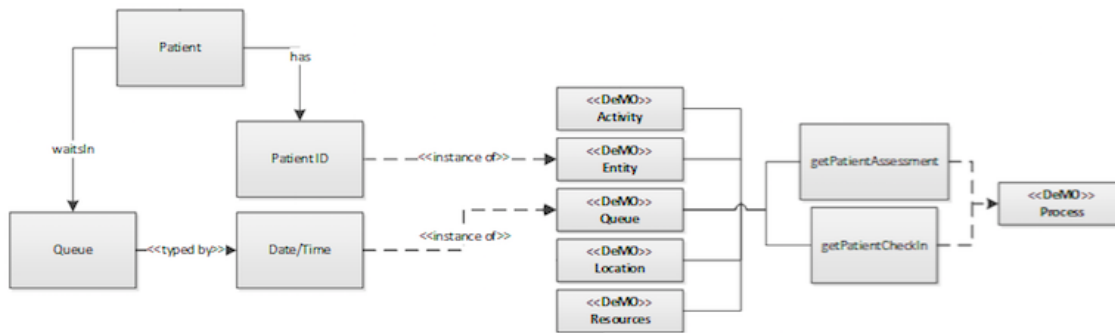 Patient
has
<<DeMO>>
Activity
waitsIn
Patient ID
<<instance of>>
<<DeMO>>
Entity
getPatientAssessment
<<DeMO>>
Queue
<<DeMO>>
Process
Queue
<<typed by>>
Date/Time
<<instance of>>
getPatientCheckIn
<<DeMO>>
Location
<<DeMO>>
Resources